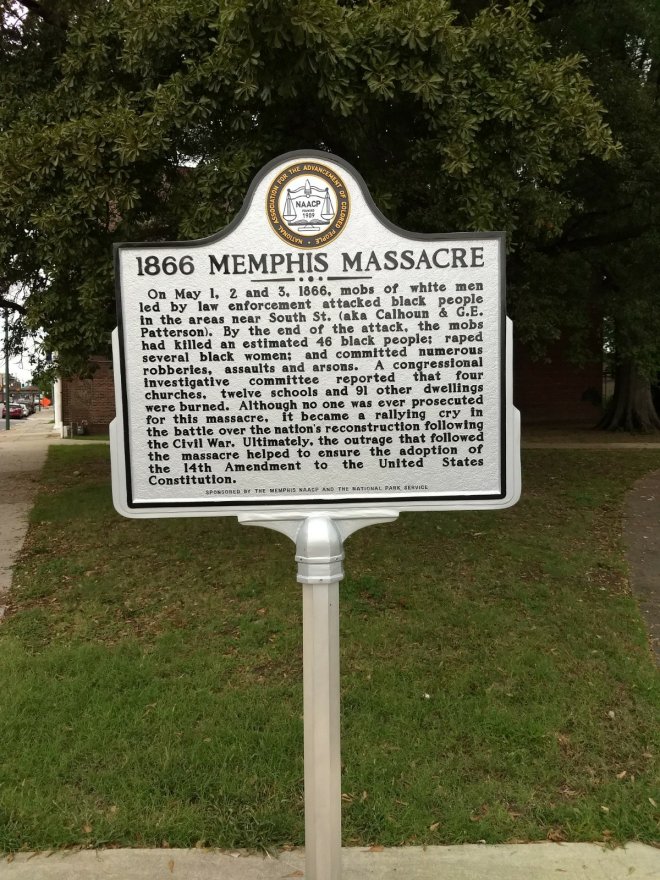 NATIONAL ASSOCIATION FOR THE ADVANCEMENT OF COLORED PEOPLE
NAACP
FOUNDED
1909
1866 MEMPHIS MASSACRE
On May 1, 2 and 3, 1866, mobs of white men
led by law enforcement attacked black people
in the areas near South St. (aka Calhoun & G.E.
Patterson). By the end of the attack, the mobs
had killed an estimated 46 black people; raped
several black women; and committed numerous
robberies, assaults and arsons. A congressional
investigative committee reported that four
churches, twelve schools and 91 other dwellings
were burned. Although no one was ever prosecuted
for this massacre, it became a rallying cry in
the battle over the nation's reconstruction following
the Civil War. Ultimately, the outrage that followed
the massacre helped to ensure the adoption of
the 14th Amendment to the United States
Constitution.
SPONSORED BY THE MEMPHIS NAACP AND THE NATIONAL PARK SERVICE